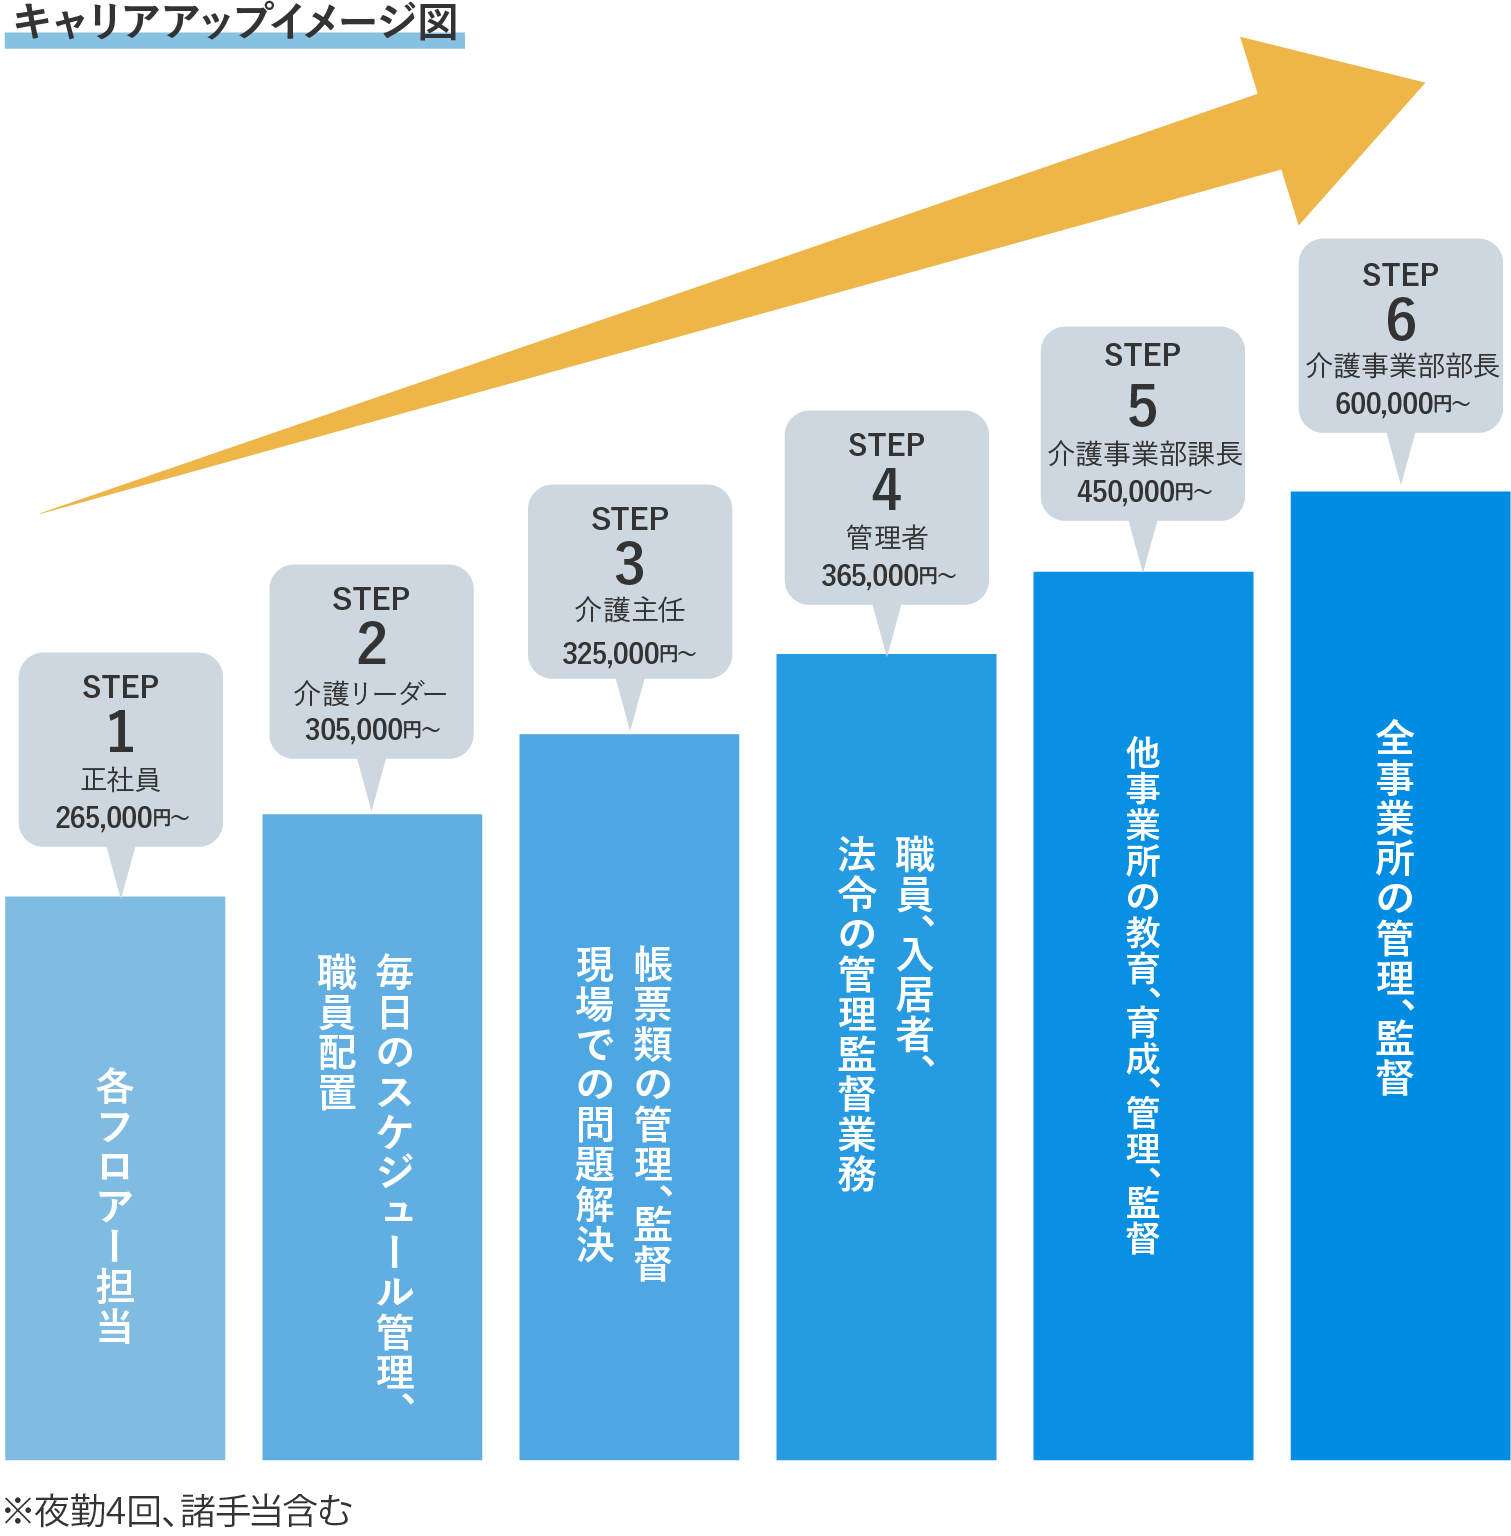 キャリアアップイメージ図
STEP
1
正社員
265,000円～
各フロアー担当
STEP
2
介護リーダー
305,000円～
毎日のスケジュール管理、
職員配置
STEP
3
介護主任
325,000円～
帳票類の管理、監督
現場での問題解決
STEP
4
管理者
365,000円～
職員、入居者、
法令の管理監督業務
STEP
5
介護事業部課長
450,000円～
他事業所の教育、育成、管理、監督
STEP
6
介護事業部部長
600,000円～
全事業所の管理、監督
※夜勤4回、諸手当含む